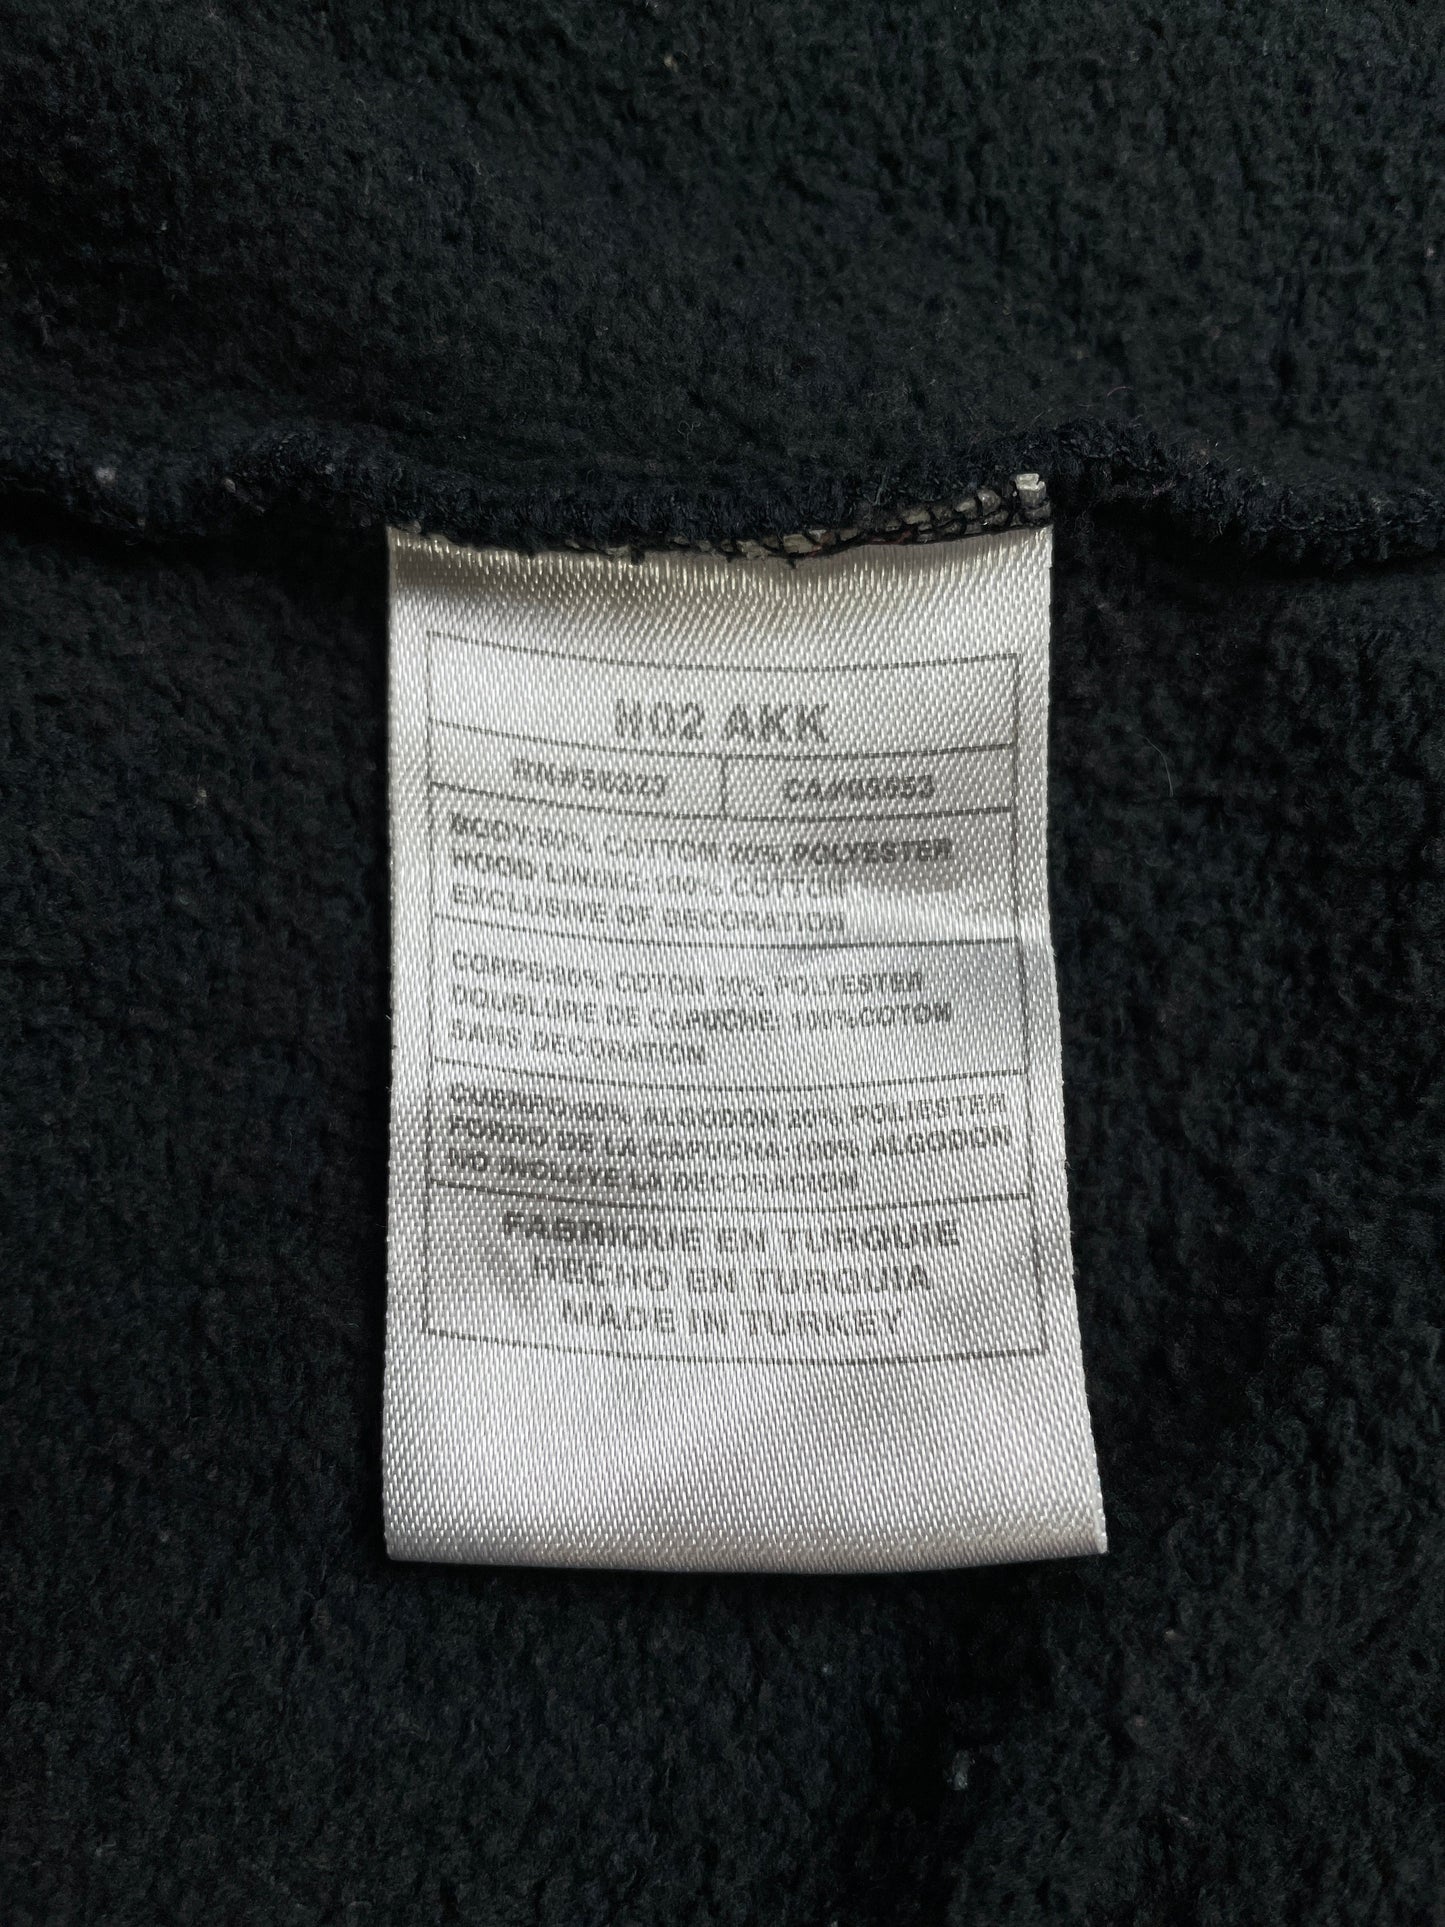 H02 AKK
RN#56323 CA#05553
BODY:80% COTTON 20% POLYESTER
HOOD LINING:100% COTTON
EXCLUSIVE OF DECORATION
CORPS:80% COTON 20% POLYESTER
DOUBLURE DE CAPUCHE: 100%COTON
SANS DECORATION
CUERPO:80% ALGODON 20% POLIESTER
FORRO DE LA CAPUCHA:100% ALGODON
NO INCLUYE LA DECORACION
FABRIQUE EN TURQUIE
HECHO EN TURQUIA
MADE IN TURKEY